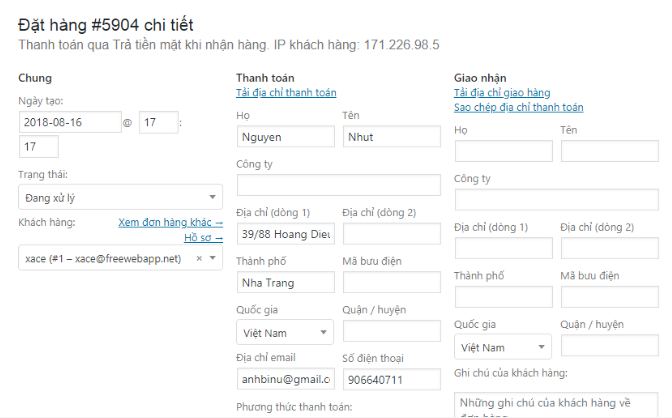 Đặt hàng #5904 chi tiết
Thanh toán qua Trả tiền mặt khi nhận hàng. IP khách hàng: 171.226.98.5
Chung
Ngày tạo:
2018-08-16 @ 17 :
17
Trạng thái:
Đang xử lý
Khách hàng: Xem đơn hàng khác →
Hồ sơ →
xace (#1 – xace@freewebapp.net) ×
Thanh toán
Tải địa chỉ thanh toán
Họ Tên
Nguyen Nhut
Công ty
Địa chỉ (dòng 1) Địa chỉ (dòng 2)
39/88 Hoang Dieu
Thành phố Mã bưu điện
Nha Trang
Quốc gia Quận / huyện
Việt Nam
Địa chỉ email Số điện thoại
anhbinu@gmail.c 906640711
Phương thức thanh toán:
Giao nhận
Tải địa chỉ giao hàng
Sao chép địa chỉ thanh toán
Họ Tên
Công ty
Địa chỉ (dòng 1) Địa chỉ (dòng 2)
Thành phố Mã bưu điện
Quốc gia Quận / huyện
Việt Nam
Ghi chú của khách hàng:
Những ghi chú của khách hàng về